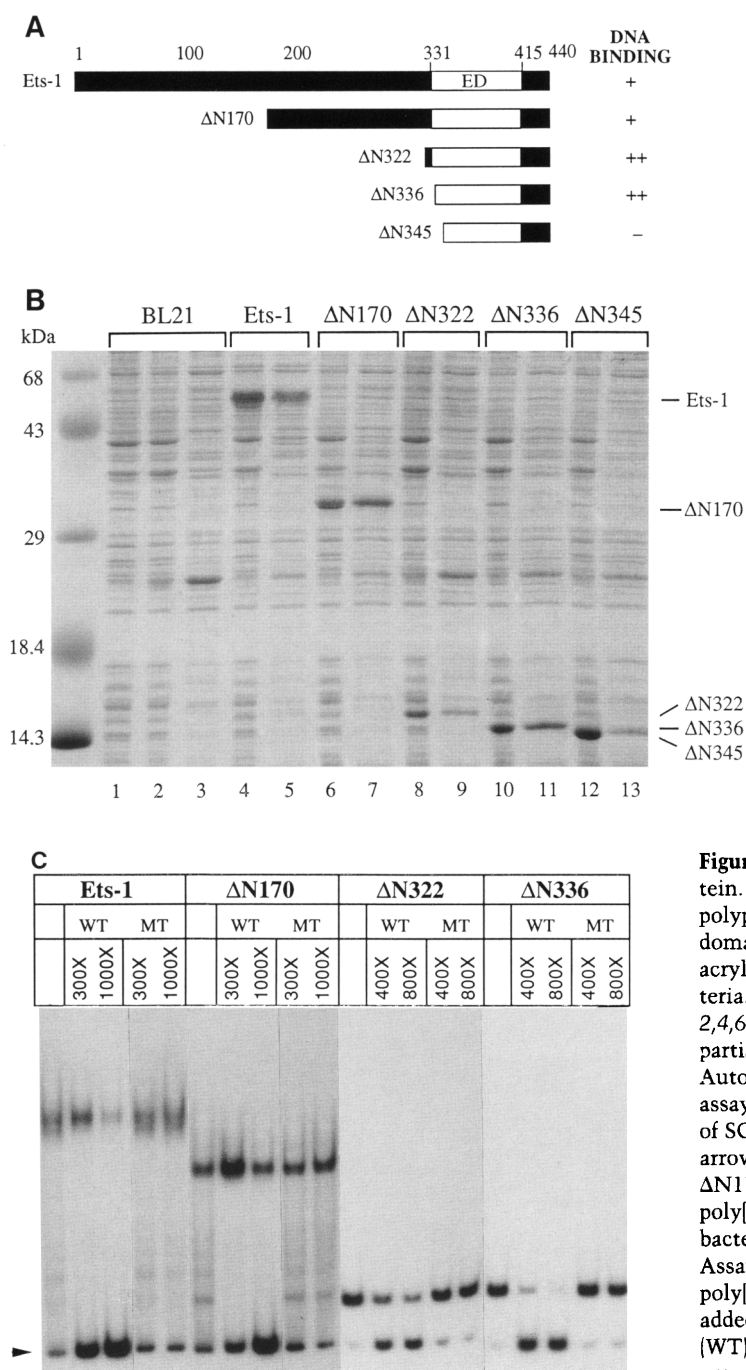 A
1 100 200 331 415 440 DNA BINDING
Ets-1 ED +
ΔN170 +
ΔN322 ++
ΔN336 ++
ΔN345 –
B
BL21 Ets-1 ΔN170 ΔN322 ΔN336 ΔN345
kDa
68
43
29
18.4
14.3
Ets-1
ΔN170
ΔN322
ΔN336
ΔN345
1 2 3 4 5 6 7 8 9 10 11 12 13
C
Ets-1 ΔN170 ΔN322 ΔN336
WT MT WT MT WT MT WT MT
300X 1000X 300X 1000X 300X 1000X 300X 1000X 400X 800X 400X 800X 400X 800X 400X 800X
Figur
tein.
polyp
doma
acryl
teria.
2,4,6
partia
Auto
assay
of SC
arrow
ΔN1
poly[
bacte
Assa
poly[
added
(WT)